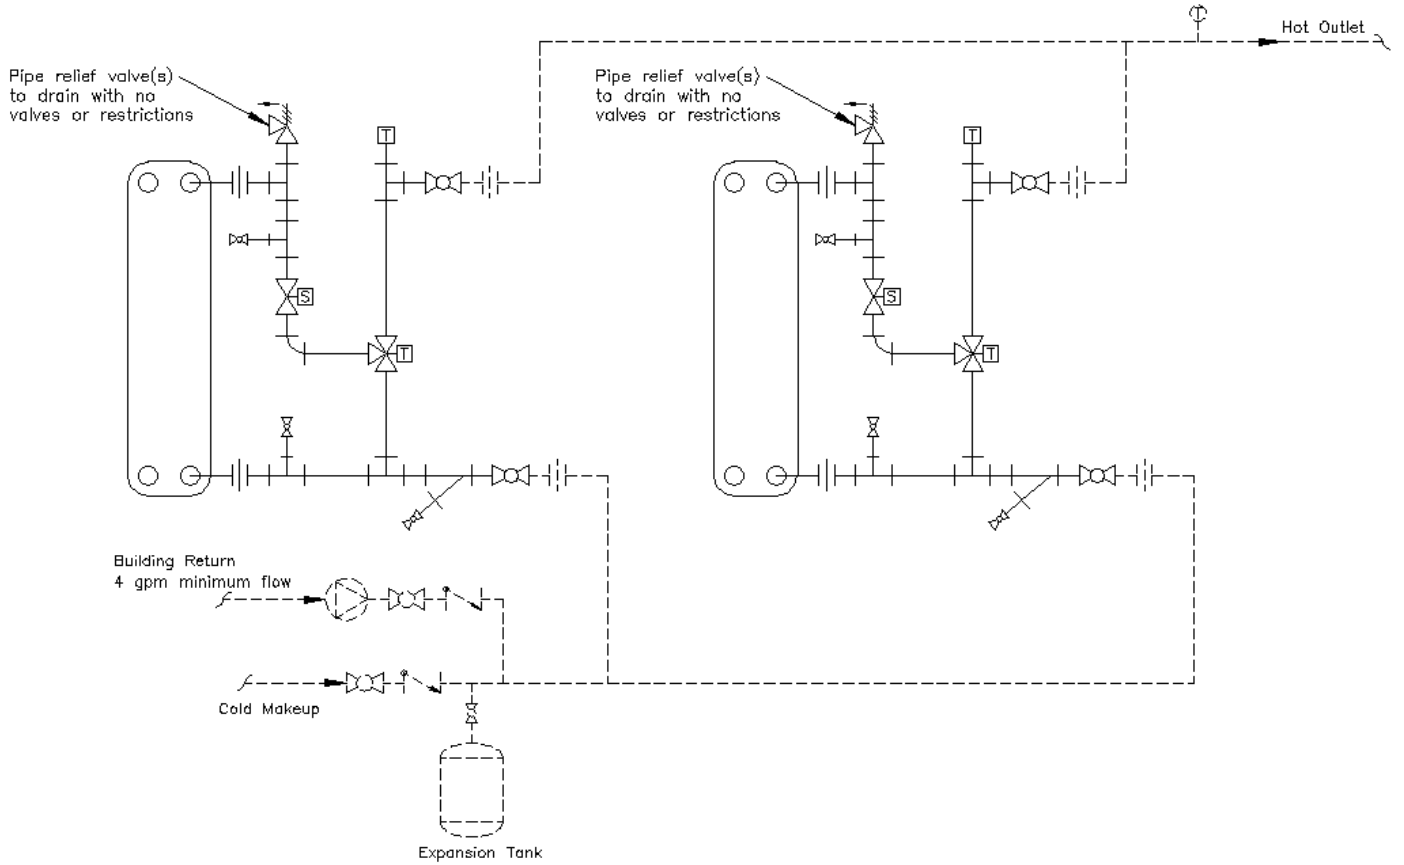 T
Hot Outlet
Pipe relief valve(s)
to drain with no
valves or restrictions
Pipe relief valve(s)
to drain with no
valves or restrictions
T
T
S
S
T
T
Building Return
4 gpm minimum flow
Cold Makeup
Expansion Tank